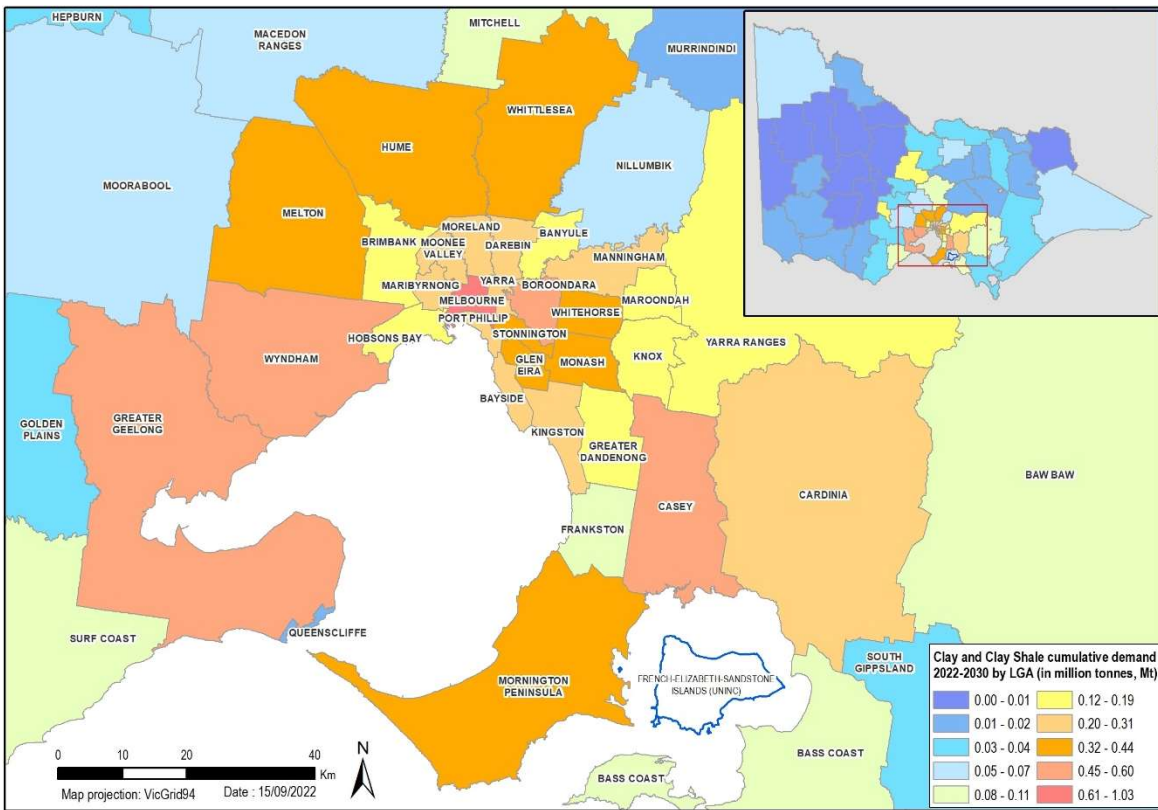 HEPBURN
MACEDON
RANGES
MITCHELL
MURRINDINDI
WHITTLESEA
HUME
NILLUMBIK
MOORABOOL
MELTON
MORELAND
BRIMBANK
MOONEE
VALLEY
DAREBIN
BANYULE
MANNINGHAM
MARIBYRNONG
YARRA
BOROONDARA
MAROONDAH
MELBOURNE
WHITEHORSE
PORT PHILLIP
STONNINGTON
HOBSONS BAY
YARRA RANGES
WYNDHAM
GLEN
EIRA
MONASH
KNOX
BAYSIDE
GOLDEN
PLAINS
GREATER
GEELONG
KINGSTON
GREATER
DANDENONG
BAW BAW
CARDINIA
CASEY
FRANKSTON
SURF COAST
QUEENSCLIFFE
SOUTH
GIPPSLAND
MORNINGTON
PENINSULA
FRENCH-ELIZABETH-SANDSTONE
ISLANDS (UNINC)
BASS COAST
BASS COAST
Clay and Clay Shale cumulative demand
2022-2030 by LGA (in million tonnes, Mt)
0.00 - 0.01
0.01 - 0.02
0.03 - 0.04
0.05 - 0.07
0.08 - 0.11
0.12 - 0.19
0.20 - 0.31
0.32 - 0.44
0.45 - 0.60
0.61 - 1.03
0 10 20 40
Km
N
Map projection: VicGrid94 Date : 15/09/2022